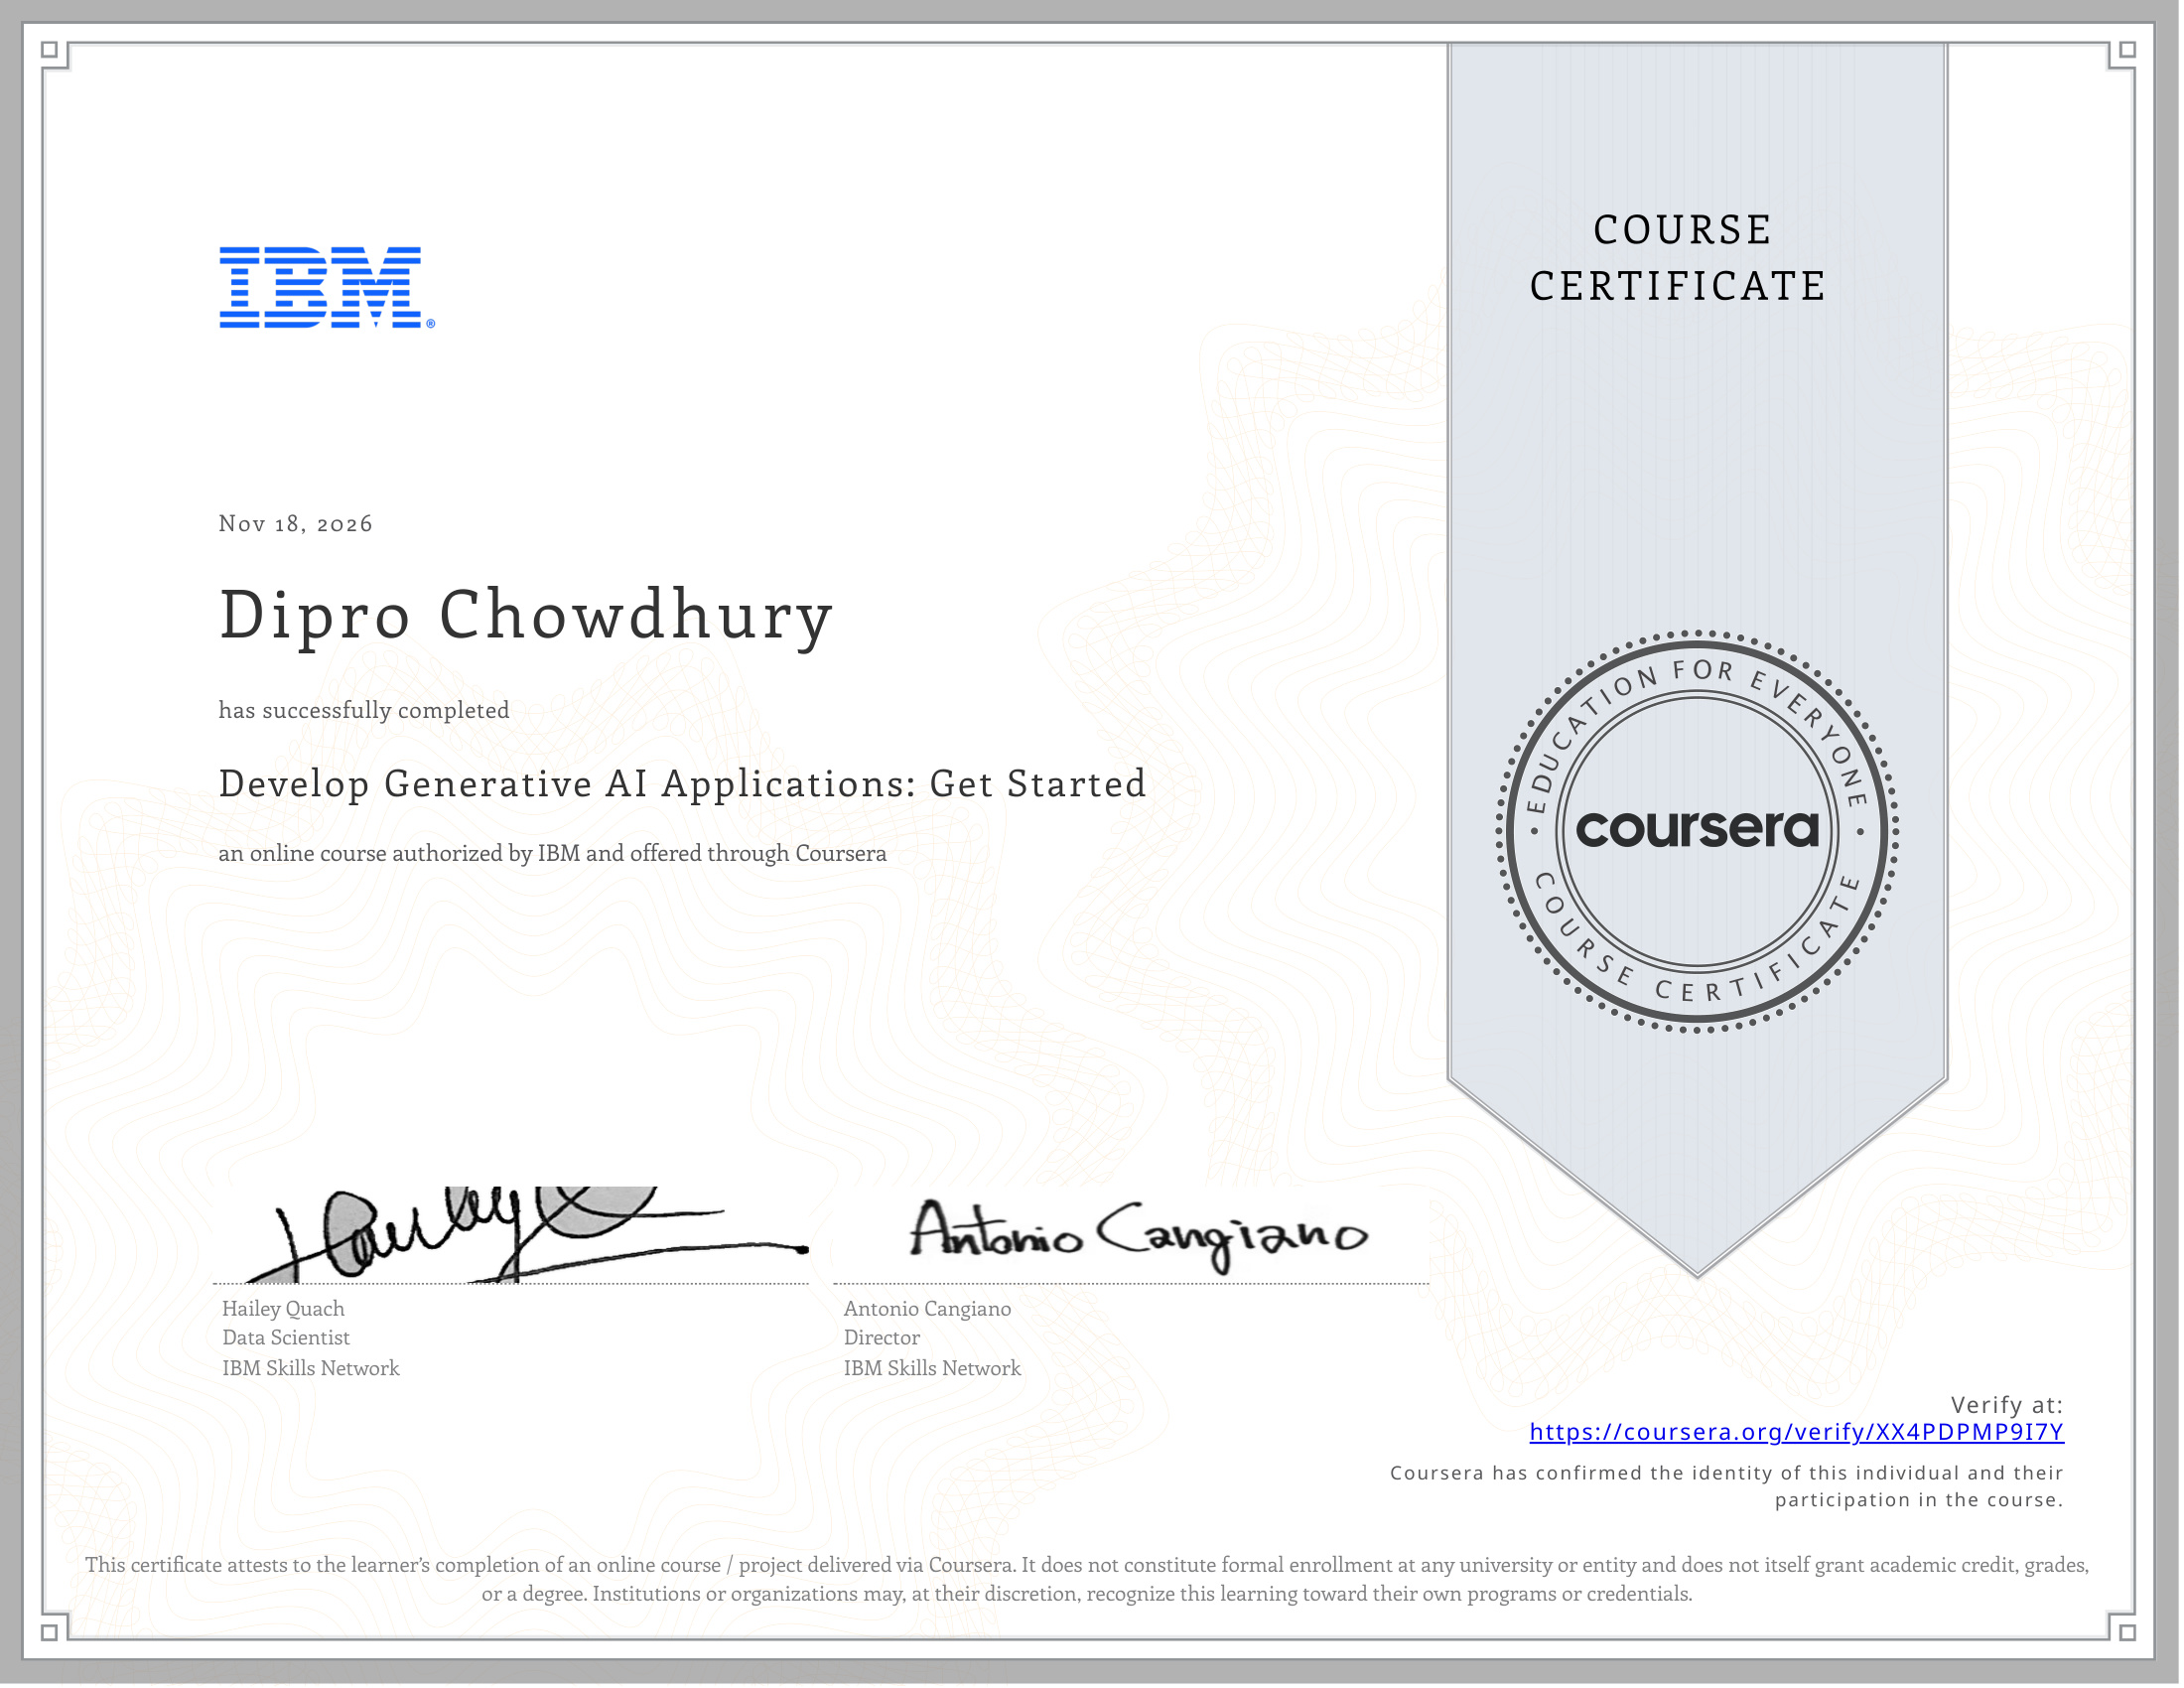 IBM®
COURSE
CERTIFICATE
Nov 18, 2026
Dipro Chowdhury
has successfully completed
Develop Generative AI Applications: Get Started
an online course authorized by IBM and offered through Coursera
EDUCATION FOR EVERYONE
coursera
COURSE CERTIFICATE
Hailey
Antonio Cangiano
Hailey Quach
Data Scientist
IBM Skills Network
Antonio Cangiano
Director
IBM Skills Network
Verify at:
https://coursera.org/verify/XX4PDPMP9I7Y
Coursera has confirmed the identity of this individual and their
participation in the course.
This certificate attests to the learner's completion of an online course / project delivered via Coursera. It does not constitute formal enrollment at any university or entity and does not itself grant academic credit, grades,
or a degree. Institutions or organizations may, at their discretion, recognize this learning toward their own programs or credentials.